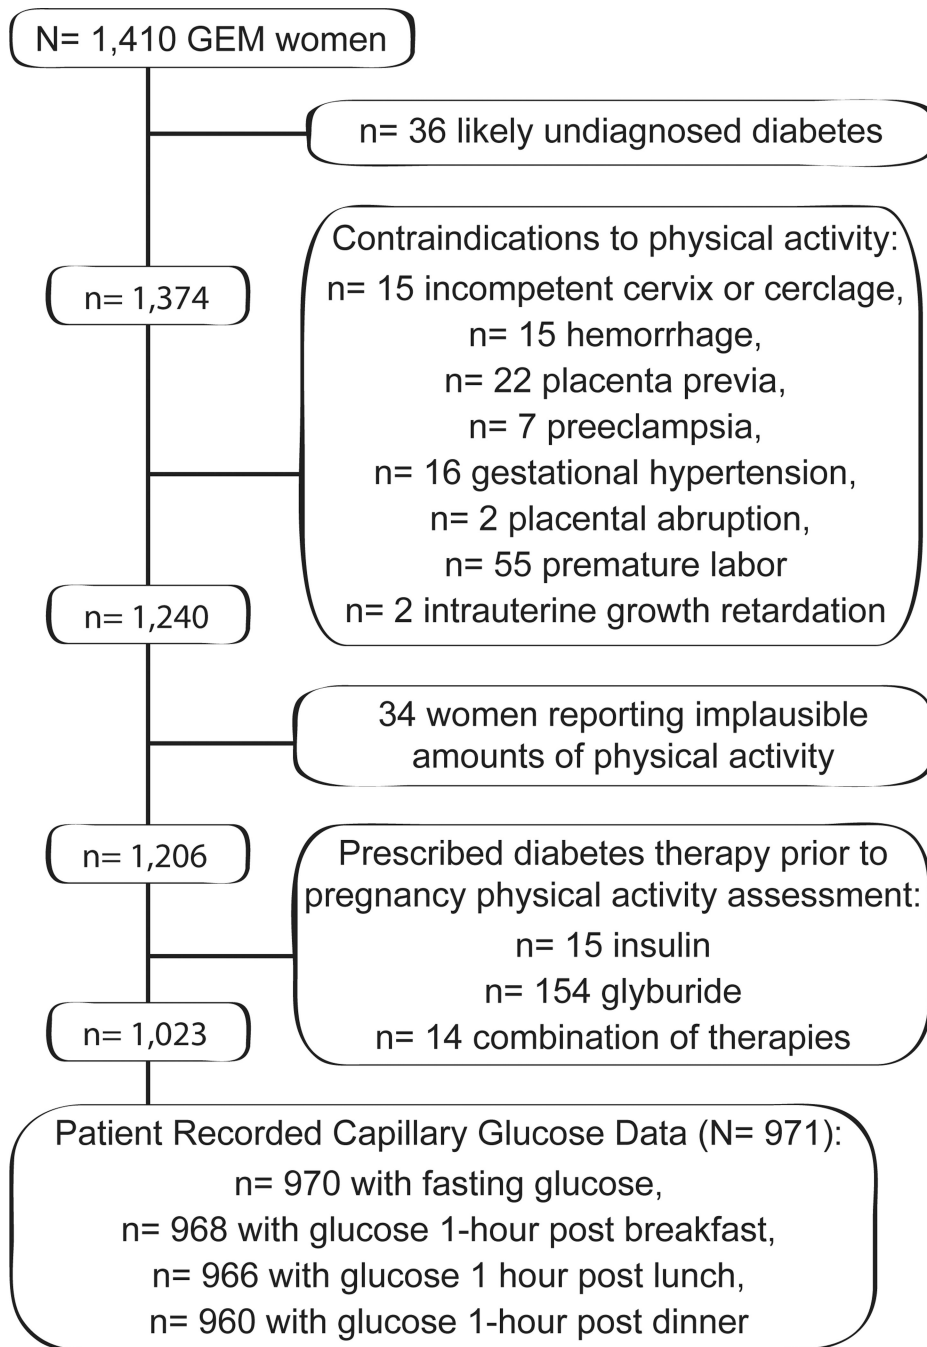 N= 1,410 GEM women
n= 36 likely undiagnosed diabetes
n= 1,374
Contraindications to physical activity:
n= 15 incompetent cervix or cerclage,
n= 15 hemorrhage,
n= 22 placenta previa,
n= 7 preeclampsia,
n= 16 gestational hypertension,
n= 2 placental abruption,
n= 55 premature labor
n= 2 intrauterine growth retardation
n= 1,240
34 women reporting implausible
amounts of physical activity
n= 1,206
Prescribed diabetes therapy prior to
pregnancy physical activity assessment:
n= 15 insulin
n= 154 glyburide
n= 14 combination of therapies
n= 1,023
Patient Recorded Capillary Glucose Data (N= 971):
n= 970 with fasting glucose,
n= 968 with glucose 1-hour post breakfast,
n= 966 with glucose 1 hour post lunch,
n= 960 with glucose 1-hour post dinner